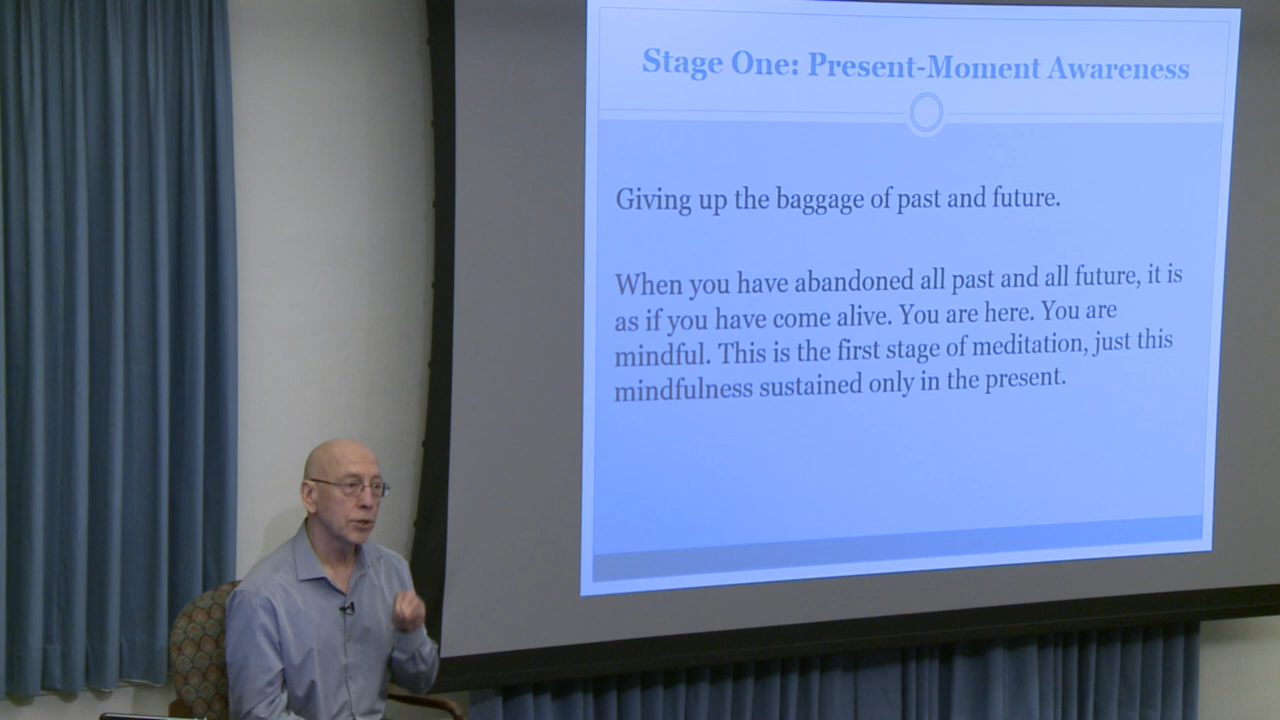 Stage One: Present-Moment Awareness
Giving up the baggage of past and future.
When you have abandoned all past and all future, it is
as if you have come alive. You are here. You are
mindful. This is the first stage of meditation, just this
mindfulness sustained only in the present.